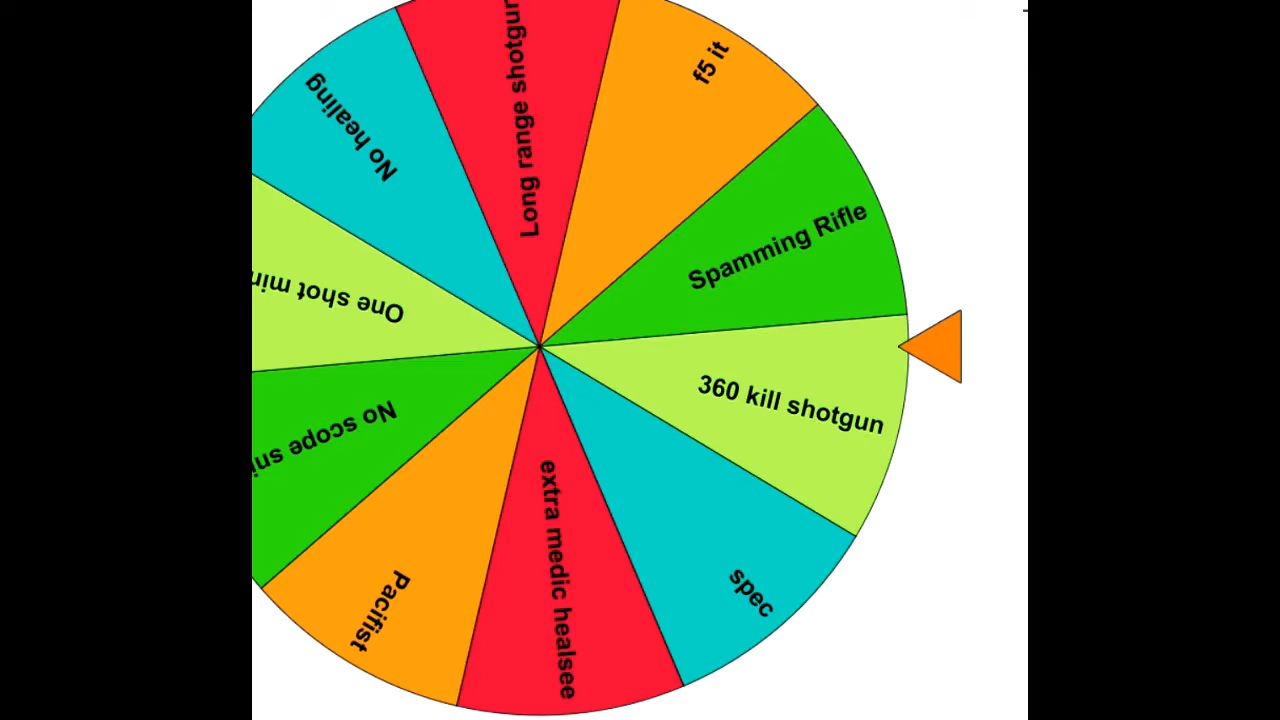 f5 it
Spamming Rifle
360 kill shotgun
spec
extra medic healsee
Pacifist
No scope
One shot
No healing
Long range shotgun